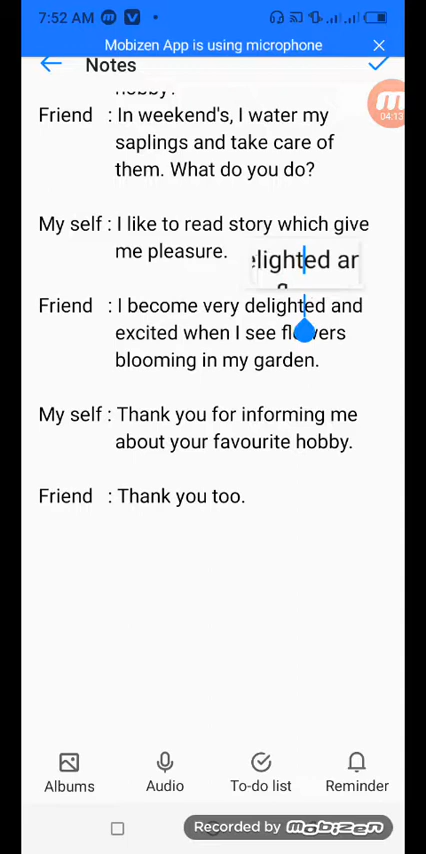 7:52 AM
Mobizen App is using microphone
Notes
04:13
hobby?
Friend : In weekend's, I water my
saplings and take care of
them. What do you do?
My self : I like to read story which give
me pleasure.
elighted ar
Friend : I become very delighted and
excited when I see flowers
blooming in my garden.
My self : Thank you for informing me
about your favourite hobby.
Friend : Thank you too.
Albums Audio To-do list Reminder
Recorded by mobizen